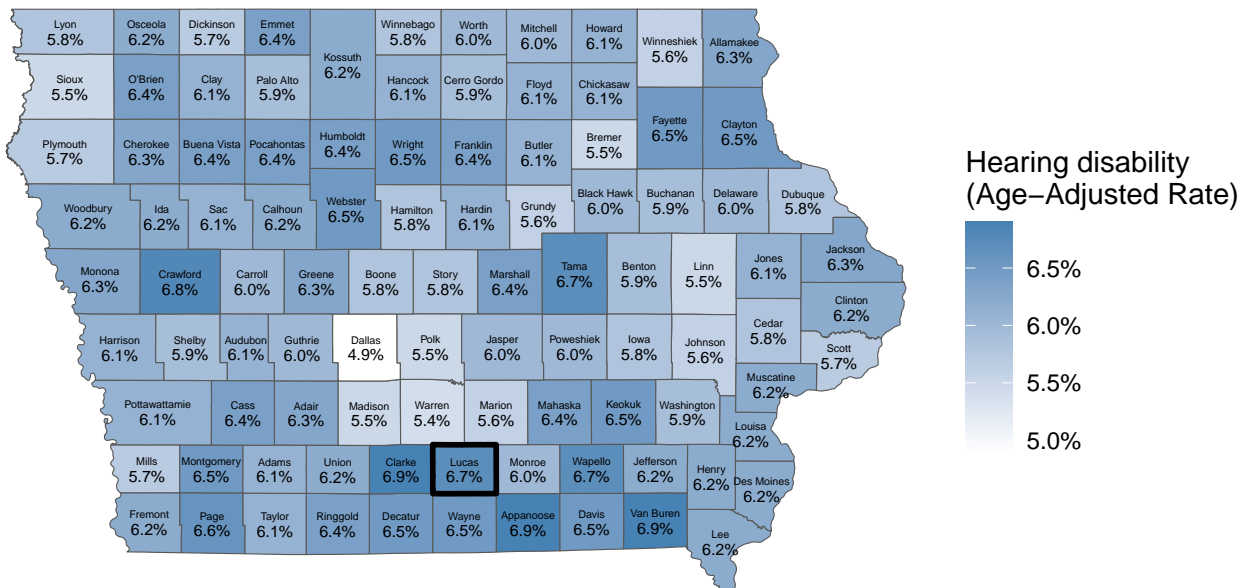 Lyon
5.8%
Osceola
6.2%
Dickinson
5.7%
Emmet
6.4%
Kossuth
6.2%
Winnebago
5.8%
Worth
6.0%
Mitchell
6.0%
Howard
6.1%
Winneshiek
5.6%
Allamakee
6.3%
Sioux
5.5%
O'Brien
6.4%
Clay
6.1%
Palo Alto
5.9%
Hancock
6.1%
Cerro Gordo
5.9%
Floyd
6.1%
Chickasaw
6.1%
Plymouth
5.7%
Cherokee
6.3%
Buena Vista
6.4%
Pocahontas
6.4%
Humboldt
6.4%
Wright
6.5%
Franklin
6.4%
Butler
6.1%
Bremer
5.5%
Fayette
6.5%
Clayton
6.5%
Woodbury
6.2%
Ida
6.2%
Sac
6.1%
Calhoun
6.2%
Webster
6.5%
Hamilton
5.8%
Hardin
6.1%
Grundy
5.6%
Black Hawk
6.0%
Buchanan
5.9%
Delaware
6.0%
Dubuque
5.8%
Monona
6.3%
Crawford
6.8%
Carroll
6.0%
Greene
6.3%
Boone
5.8%
Story
5.8%
Marshall
6.4%
Tama
6.7%
Benton
5.9%
Linn
5.5%
Jones
6.1%
Jackson
6.3%
Clinton
6.2%
Harrison
6.1%
Shelby
5.9%
Audubon
6.1%
Guthrie
6.0%
Dallas
4.9%
Polk
5.5%
Jasper
6.0%
Poweshiek
6.0%
Iowa
5.8%
Johnson
5.6%
Cedar
5.8%
Scott
5.7%
Muscatine
6.2%
Pottawattamie
6.1%
Cass
6.4%
Adair
6.3%
Madison
5.5%
Warren
5.4%
Marion
5.6%
Mahaska
6.4%
Keokuk
6.5%
Washington
5.9%
Louisa
6.2%
Mills
5.7%
Montgomery
6.5%
Adams
6.1%
Union
6.2%
Clarke
6.9%
Lucas
6.7%
Monroe
6.0%
Wapello
6.7%
Jefferson
6.2%
Henry
6.2%
Des Moines
6.2%
Fremont
6.2%
Page
6.6%
Taylor
6.1%
Ringgold
6.4%
Decatur
6.5%
Wayne
6.5%
Appanoose
6.9%
Davis
6.5%
Van Buren
6.9%
Lee
6.2%
Hearing disability
(Age−Adjusted Rate)
6.5%
6.0%
5.5%
5.0%